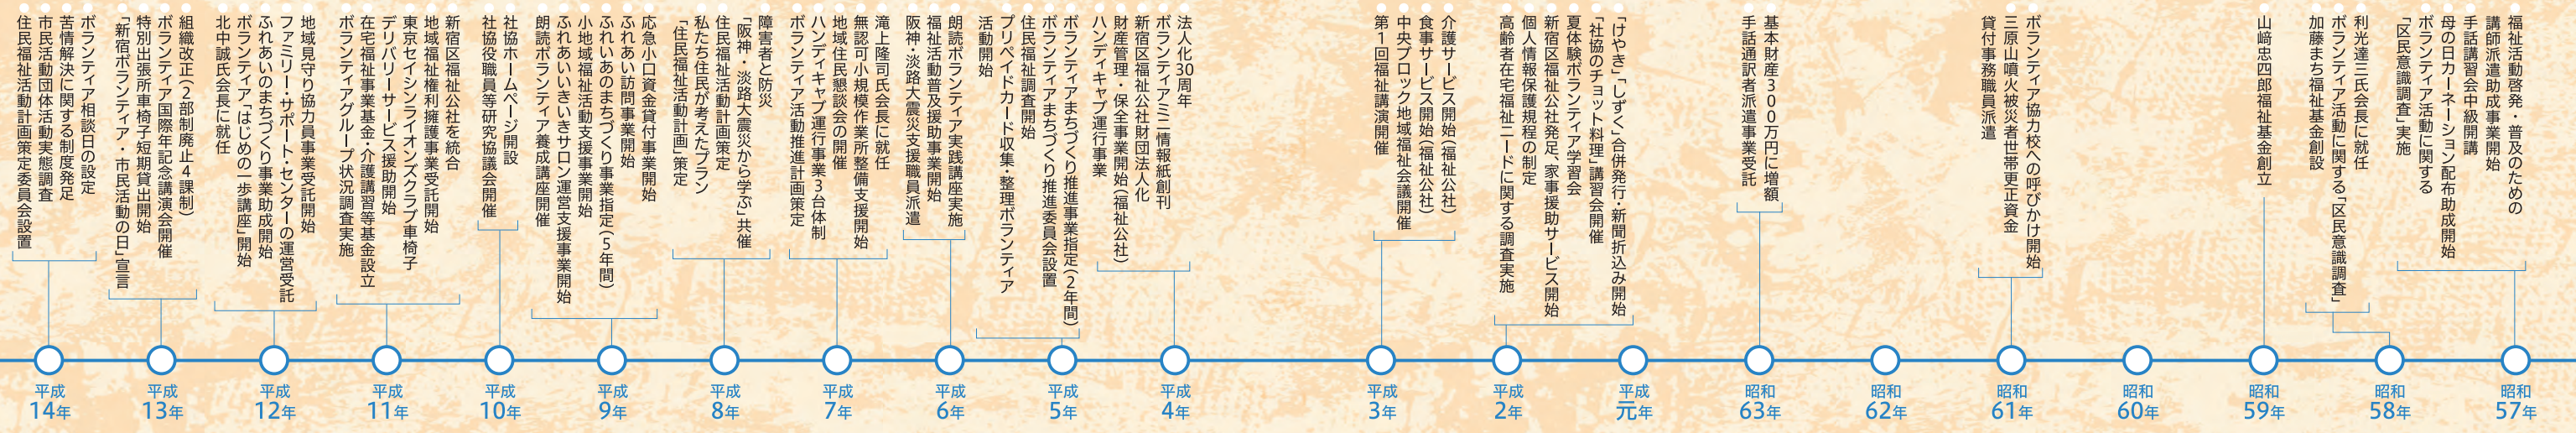 福祉活動啓発・普及のための
講師派遣助成事業開始
手話講習会中級開講
母の日カーネーション配布助成開始
ボランティア活動に関する
「区民意識調査」実施
昭和
57年
利光達三氏会長に就任
ボランティア活動に関する「区民意識調査」
加藤まち福祉基金創設
昭和
58年
山﨑忠四郎福祉基金創立
昭和
59年
昭和
60年
ボランティア協力校への呼びかけ開始
三原山噴火被災者世帯更正資金
貸付事務職員派遣
昭和
61年
昭和
62年
基本財産300万円に増額
手話通訳者派遣事業受託
昭和
63年
平成
元年
「けやき」「しずく」合併発行・新聞折込み開始
「社協のチョット料理」講習会開催
夏体験ボランティア学習会
新宿区福祉公社発足、家事援助サービス開始
個人情報保護規程の制定
高齢者在宅福祉ニードに関する調査実施
平成
2年
介護サービス開始(福祉公社)
食事サービス開始(福祉公社)
中央ブロック地域福祉会議開催
第1回福祉講演開催
平成
3年
法人化30周年
ボランティアミニ情報紙創刊
新宿区福祉公社財団法人化
財産管理・保全事業開始(福祉公社)
ハンディキャブ運行事業
平成
4年
ボランティアまちづくり推進事業指定(2年間)
ボランティアまちづくり推進委員会設置
住民福祉調査開始
プリペイドカード収集・整理ボランティア
活動開始
平成
5年
朗読ボランティア実践講座実施
福祉活動普及援助事業開始
阪神・淡路大震災支援職員派遣
平成
6年
滝上隆司氏会長に就任
無認可小規模作業所整備支援開始
地域住民懇談会の開催
ハンディキャブ運行事業3台体制
ボランティア活動推進計画策定
平成
7年
障害者と防災
「阪神・淡路大震災から学ぶ」共催
住民福祉活動計画策定
私たち住民が考えたプラン
「住民福祉活動計画」策定
平成
8年
応急小口資金貸付事業開始
ふれあい訪問事業開始
ふれいあのまちづくり事業指定(5年間)
小地域福祉活動支援事業開始
ふれあいいきいきサロン運営支援事業開始
朗読ボランティア養成講座開催
平成
9年
社協ホームページ開設
社協役職員等研究協議会開催
平成
10年
新宿区福祉公社を統合
地域福祉権利擁護事業受託開始
東京セイシンライオンズクラブ車椅子
デリバリーサービス援助開始
在宅福祉事業基金・介護講習等基金設立
ボランティアグループ状況調査実施
平成
11年
地域見守り協力員事業受託開始
ファミリー・サポート・センターの運営受託
ふれあいのまちづくり事業助成開始
ボランティア「はじめの一歩講座」開始
北中誠氏会長に就任
平成
12年
組織改正(2部制廃止4課制)
ボランティア国際年記念講演会開催
特別出張所車椅子短期貸出開始
「新宿ボランティア・市民活動の日」宣言
平成
13年
ボランティア相談日の設定
苦情解決に関する制度発足
市民活動団体活動実態調査
住民福祉活動計画策定委員会設置
平成
14年